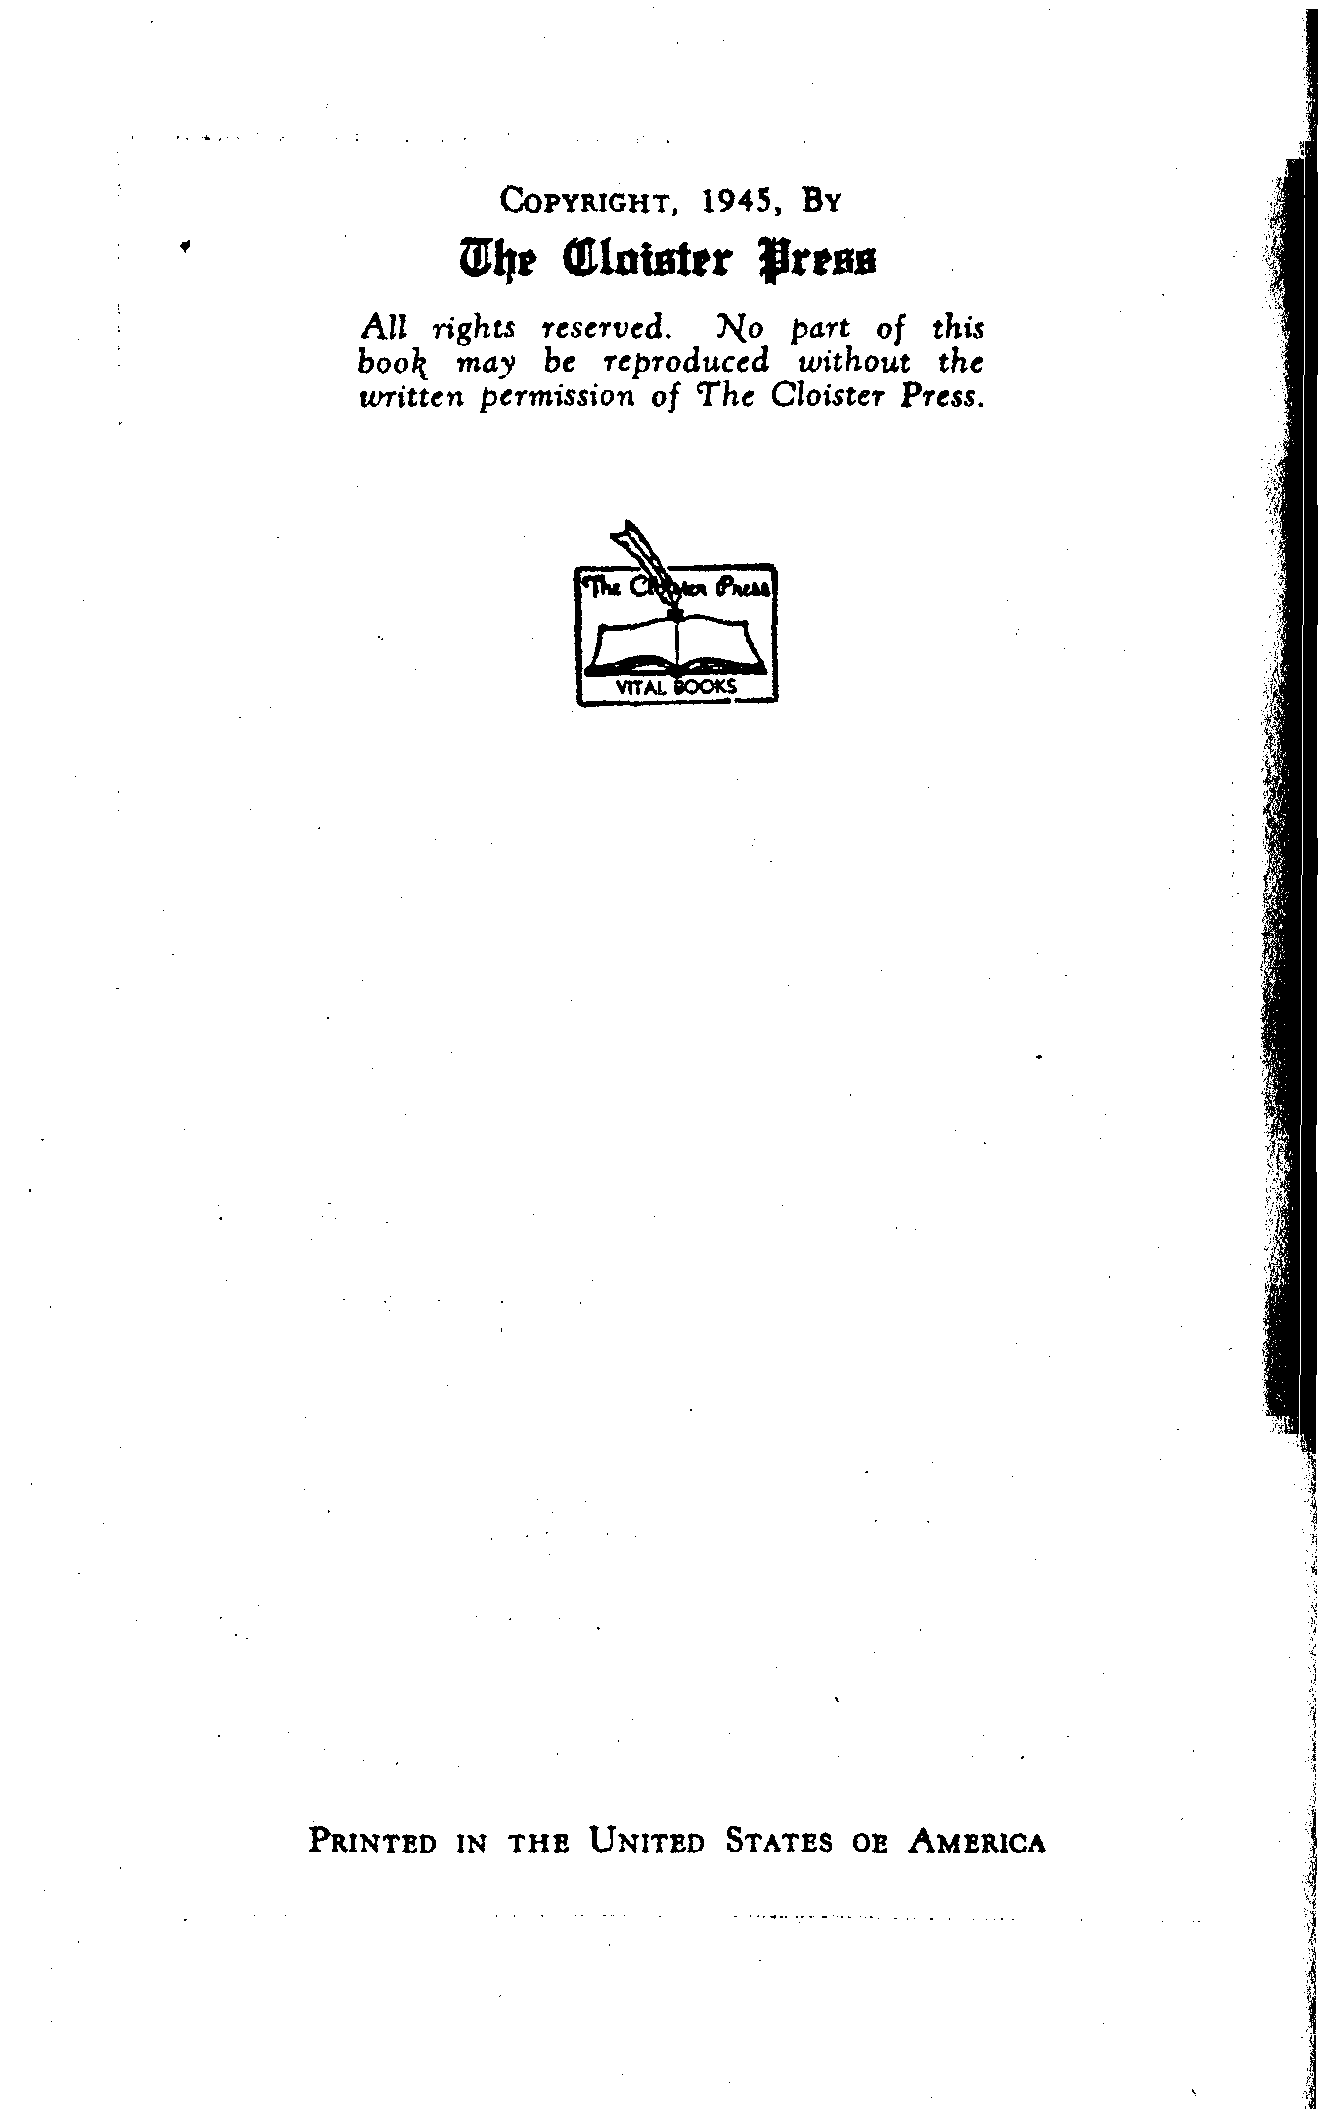 COPYRIGHT, 1945, BY
The Cloister Press
All rights reserved. No part of this
book may be reproduced without the
written permission of The Cloister Press.
The Cloister Press
VITAL BOOKS
PRINTED IN THE UNITED STATES OF AMERICA